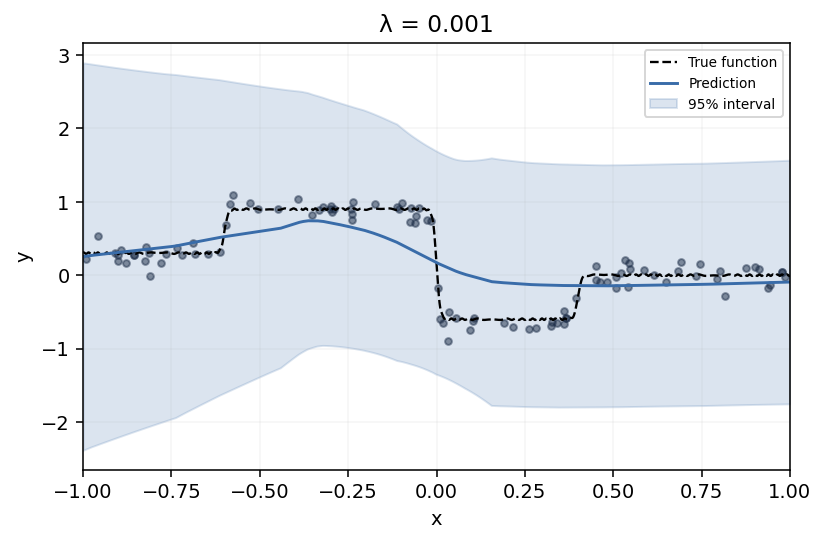 λ = 0.001
3
2
1
0
−1
−2
y
True function
Prediction
95% interval
−1.00 −0.75 −0.50 −0.25 0.00 0.25 0.50 0.75 1.00
x